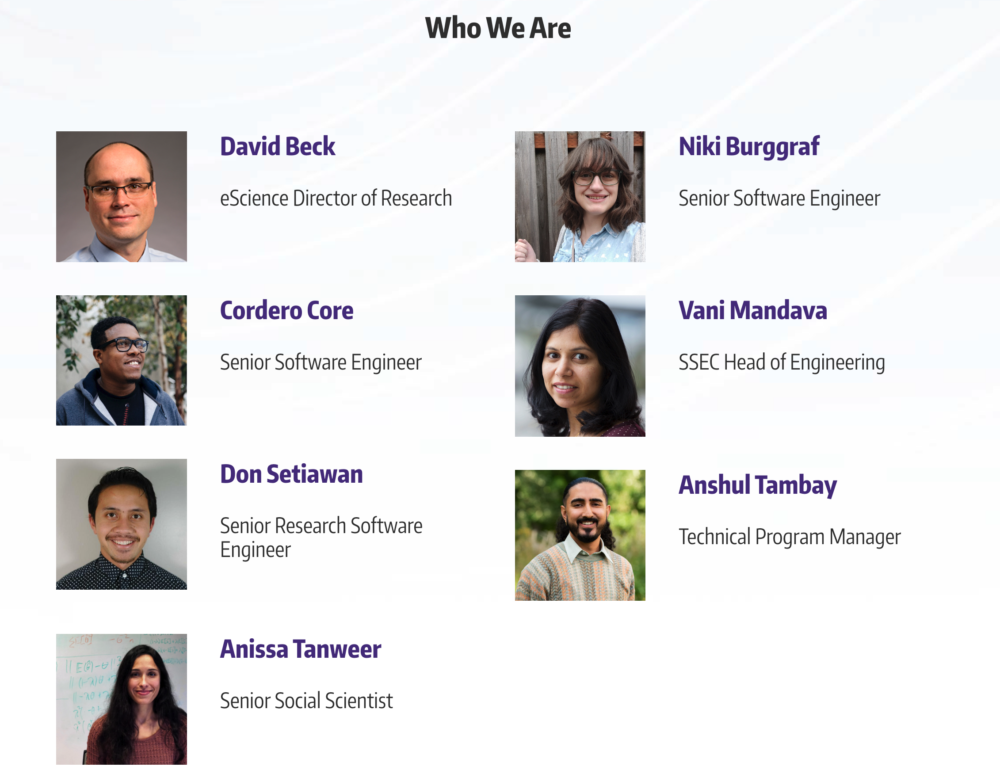 Who We Are
David Beck
eScience Director of Research
Niki Burggraf
Senior Software Engineer
Cordero Core
Senior Software Engineer
Vani Mandava
SSEC Head of Engineering
Don Setiawan
Senior Research Software
Engineer
Anshul Tambay
Technical Program Manager
Anissa Tanweer
Senior Social Scientist